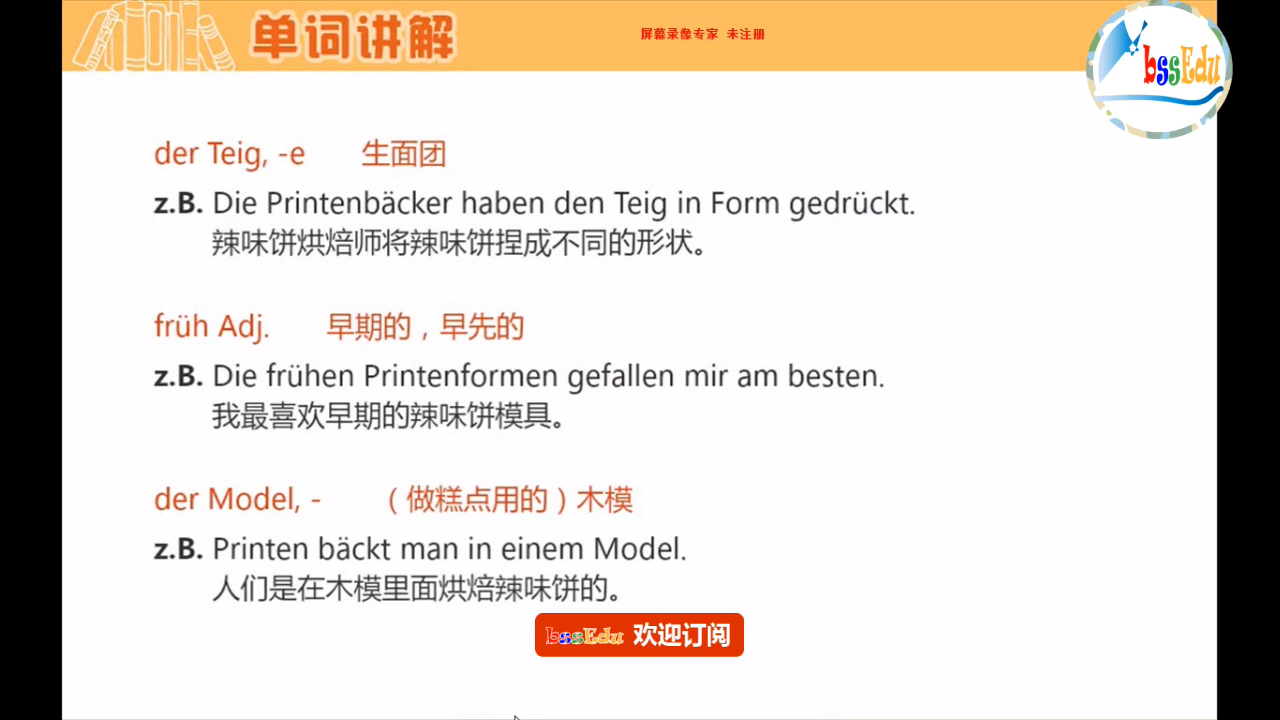 单词讲解
屏幕录像专家 未注册
bssEdu
der Teig, -e 生面团
z.B. Die Printenbäcker haben den Teig in Form gedrückt.
辣味饼烘焙师将辣味饼捏成不同的形状。
früh Adj. 早期的，早先的
z.B. Die frühen Printenformen gefallen mir am besten.
我最喜欢早期的辣味饼模具。
der Model, - （做糕点用的）木模
z.B. Printen bäckt man in einem Model.
人们是在木模里面烘焙辣味饼的。
bssEdu 欢迎订阅